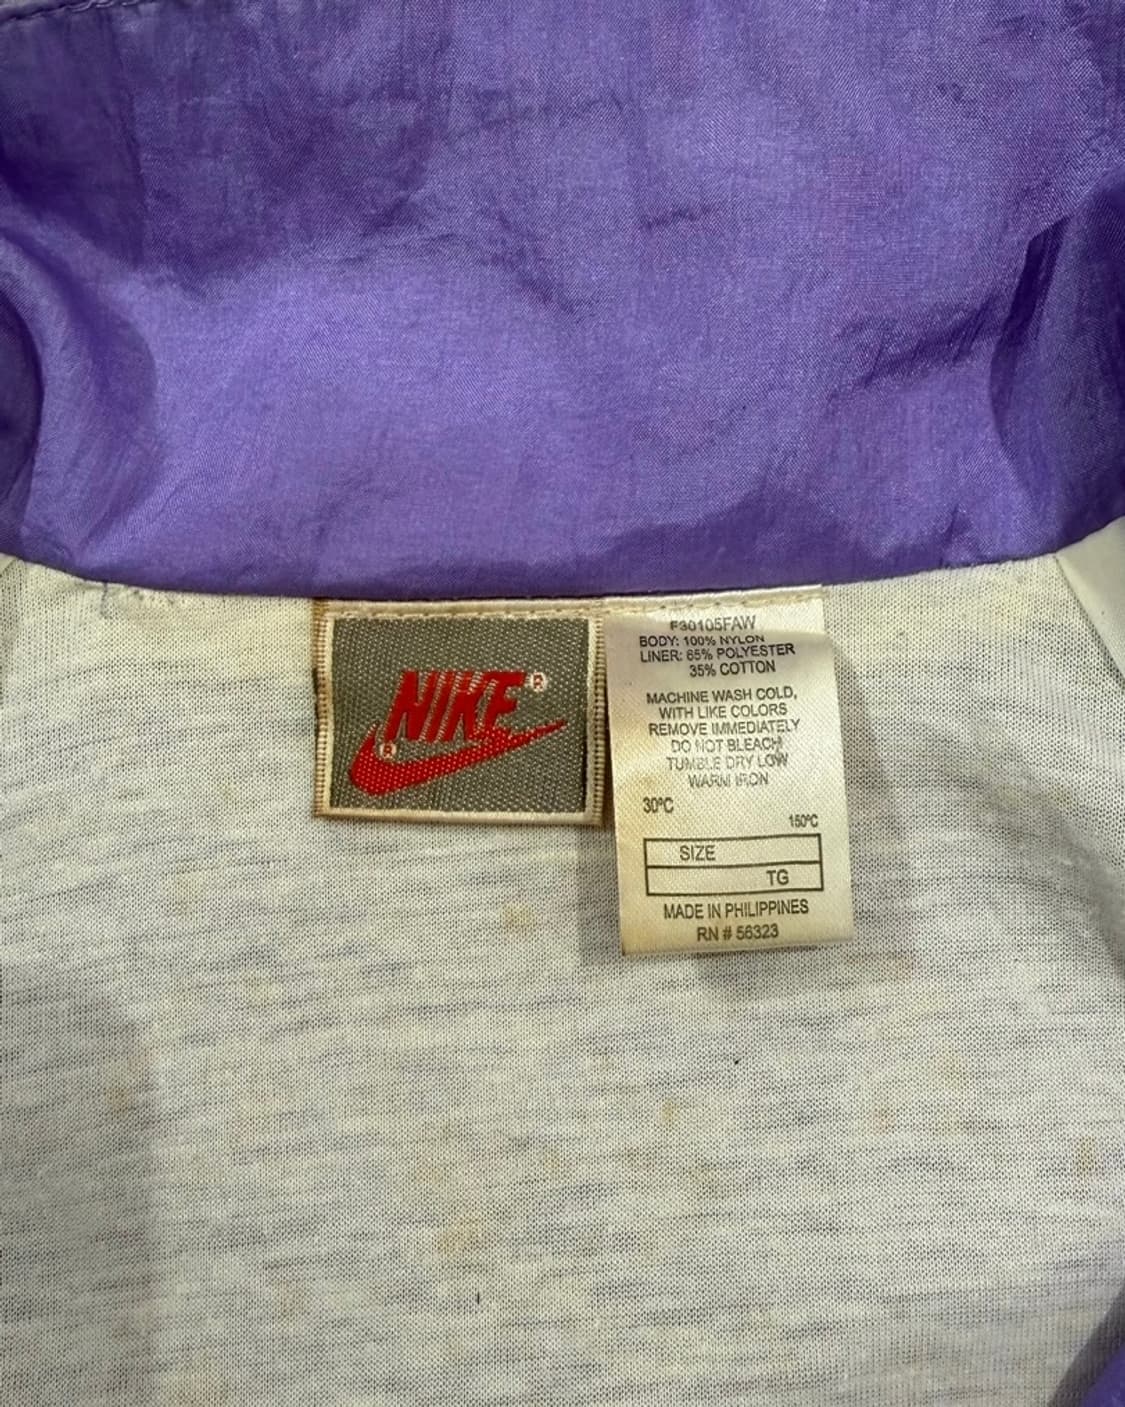 NIKE®
®
F30105FAW
BODY: 100% NYLON
LINER: 65% POLYESTER
35% COTTON
MACHINE WASH COLD,
WITH LIKE COLORS
REMOVE IMMEDIATELY
DO NOT BLEACH
TUMBLE DRY LOW
WARM IRON
30°C
150°C
SIZE
TG
MADE IN PHILIPPINES
RN # 56323